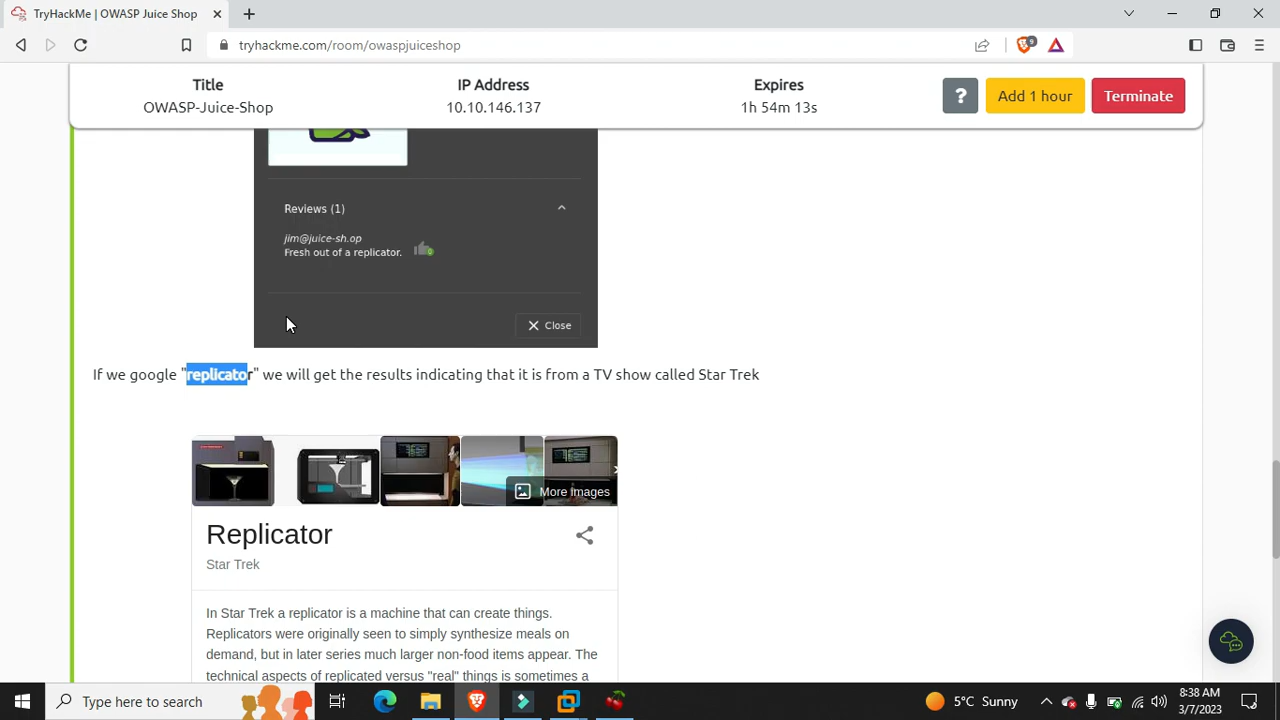 TryHackMe | OWASP Juice Shop
tryhackme.com/room/owaspjuiceshop
9
Title
OWASP-Juice-Shop
IP Address
10.10.146.137
Expires
1h 54m 13s
?
Add 1 hour
Terminate
Reviews (1)
jim@juice-sh.op
Fresh out of a replicator.
0
Close
If we google "replicator" we will get the results indicating that it is from a TV show called Star Trek
More images
Replicator
Star Trek
In Star Trek a replicator is a machine that can create things.
Replicators were originally seen to simply synthesize meals on
demand, but in later series much larger non-food items appear. The
technical aspects of replicated versus "real" things is sometimes a
Type here to search
5°C Sunny
8:38 AM
3/7/2023